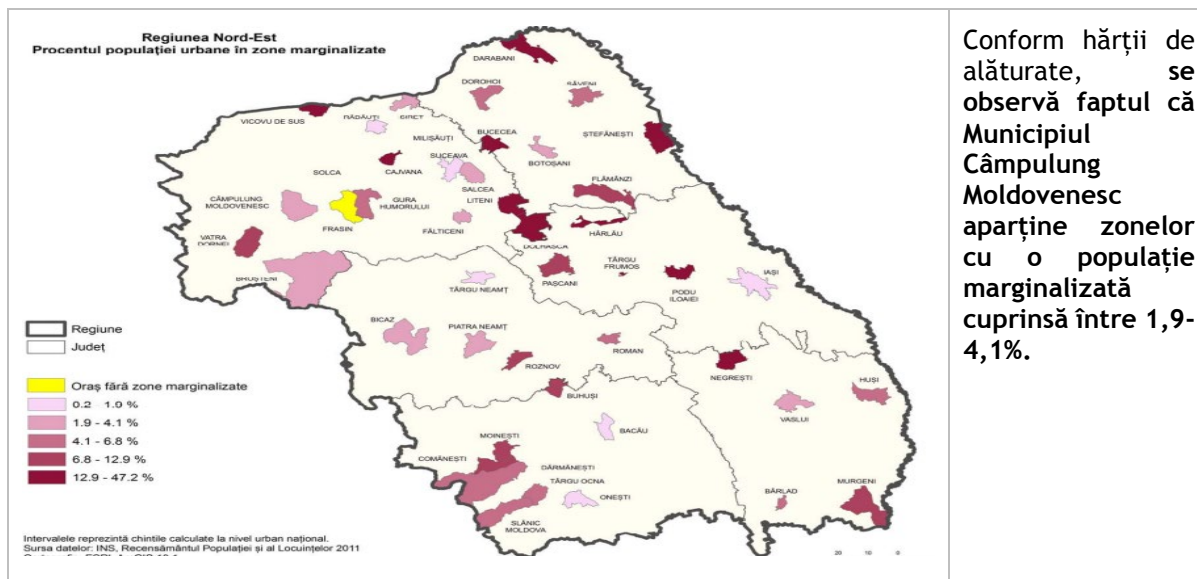 Regiunea Nord-Est
Procentul populației urbane în zone marginalizate
DARABANI
DOROHOI
SĂVENI
VICOVU DE SUS
RĂDĂUȚI
SIRET
MILIȘĂUȚI
BUCECEA
ȘTEFĂNEȘTI
SUCEAVA
BOTOȘANI
SOLCA
CAJVANA
SALCEA
FLĂMÂNZI
CÂMPULUNG
MOLDOVENESC
GURA
HUMORULUI
LITENI
FRASIN
FĂLTICENI
DOLHASCA
HÂRLĂU
VATRA
DORNEI
TÂRGU
FRUMOS
BROȘTENI
TÂRGU NEAMȚ
PAȘCANI
PODU
ILOAIEI
IAȘI
BICAZ
PIATRA NEAMȚ
ROMAN
ROZNOV
NEGREȘTI
HUȘI
BUHUȘI
VASLUI
BACĂU
MOINEȘTI
COMĂNEȘTI
DĂRMĂNEȘTI
TÂRGU OCNA
ONEȘTI
SLĂNIC
MOLDOVA
BÂRLAD
MURGENI
Regiune
Județ
Oraș fără zone marginalizate
0.2 - 1.9 %
1.9 - 4.1 %
4.1 - 6.8 %
6.8 - 12.9 %
12.9 - 47.2 %
Intervalele reprezintă chintile calculate la nivel urban național.
Sursa datelor: INS, Recensământul Populației și al Locuințelor 2011
20 10 0
Conform hărții de
alăturate, se
observă faptul că
Municipiul
Câmpulung
Moldovenesc
aparține zonelor
cu o populație
marginalizată
cuprinsă între 1,9-
4,1%.